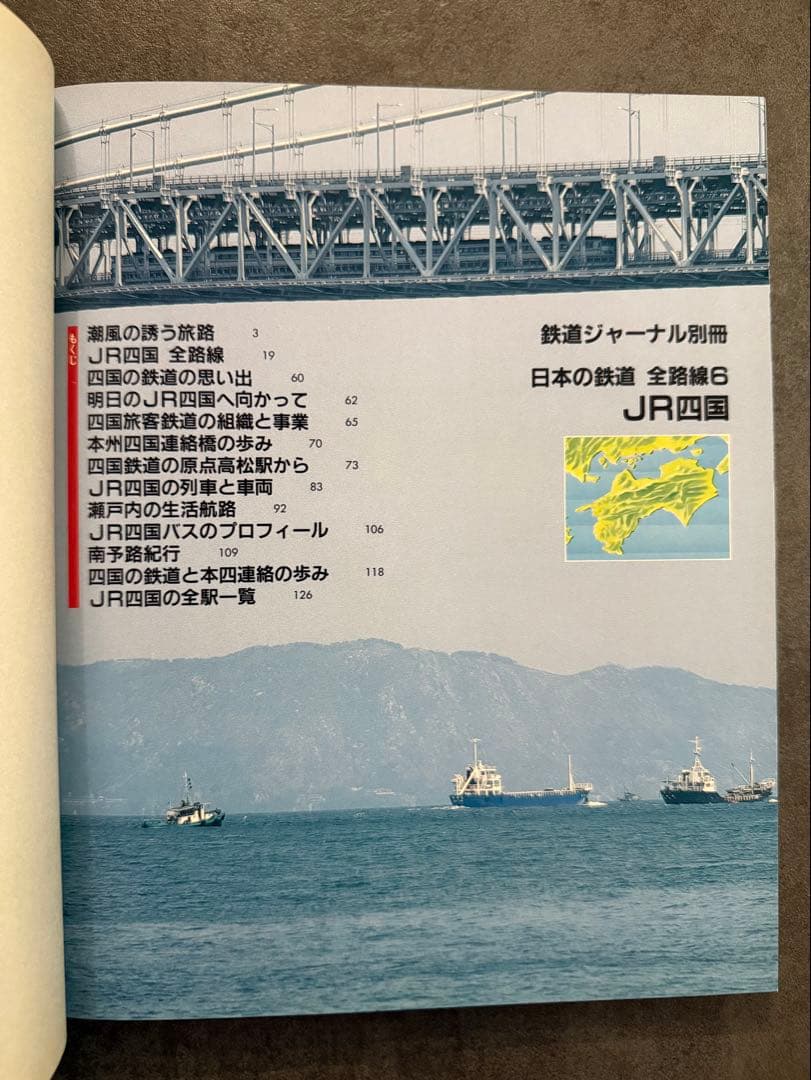 もくじ
潮風の誘う旅路 3
JR四国 全路線 19
四国の鉄道の思い出 60
明日のJR四国へ向かって 62
四国旅客鉄道の組織と事業 65
本州四国連絡橋の歩み 70
四国鉄道の原点高松駅から 73
JR四国の列車と車両 83
瀬戸内の生活航路 92
JR四国バスのプロフィール 106
南予路紀行 109
四国の鉄道と本四連絡の歩み 118
JR四国の全駅一覧 126
鉄道ジャーナル別冊
日本の鉄道 全路線6
JR四国